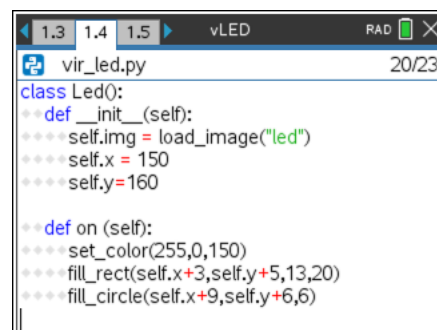 1.3 1.4 1.5 vLED RAD
vir_led.py 20/23
class Led():
def __init__(self):
self.img = load_image("led")
self.x = 150
self.y=160
def on (self):
set_color(255,0,150)
fill_rect(self.x+3,self.y+5,13,20)
fill_circle(self.x+9,self.y+6,6)